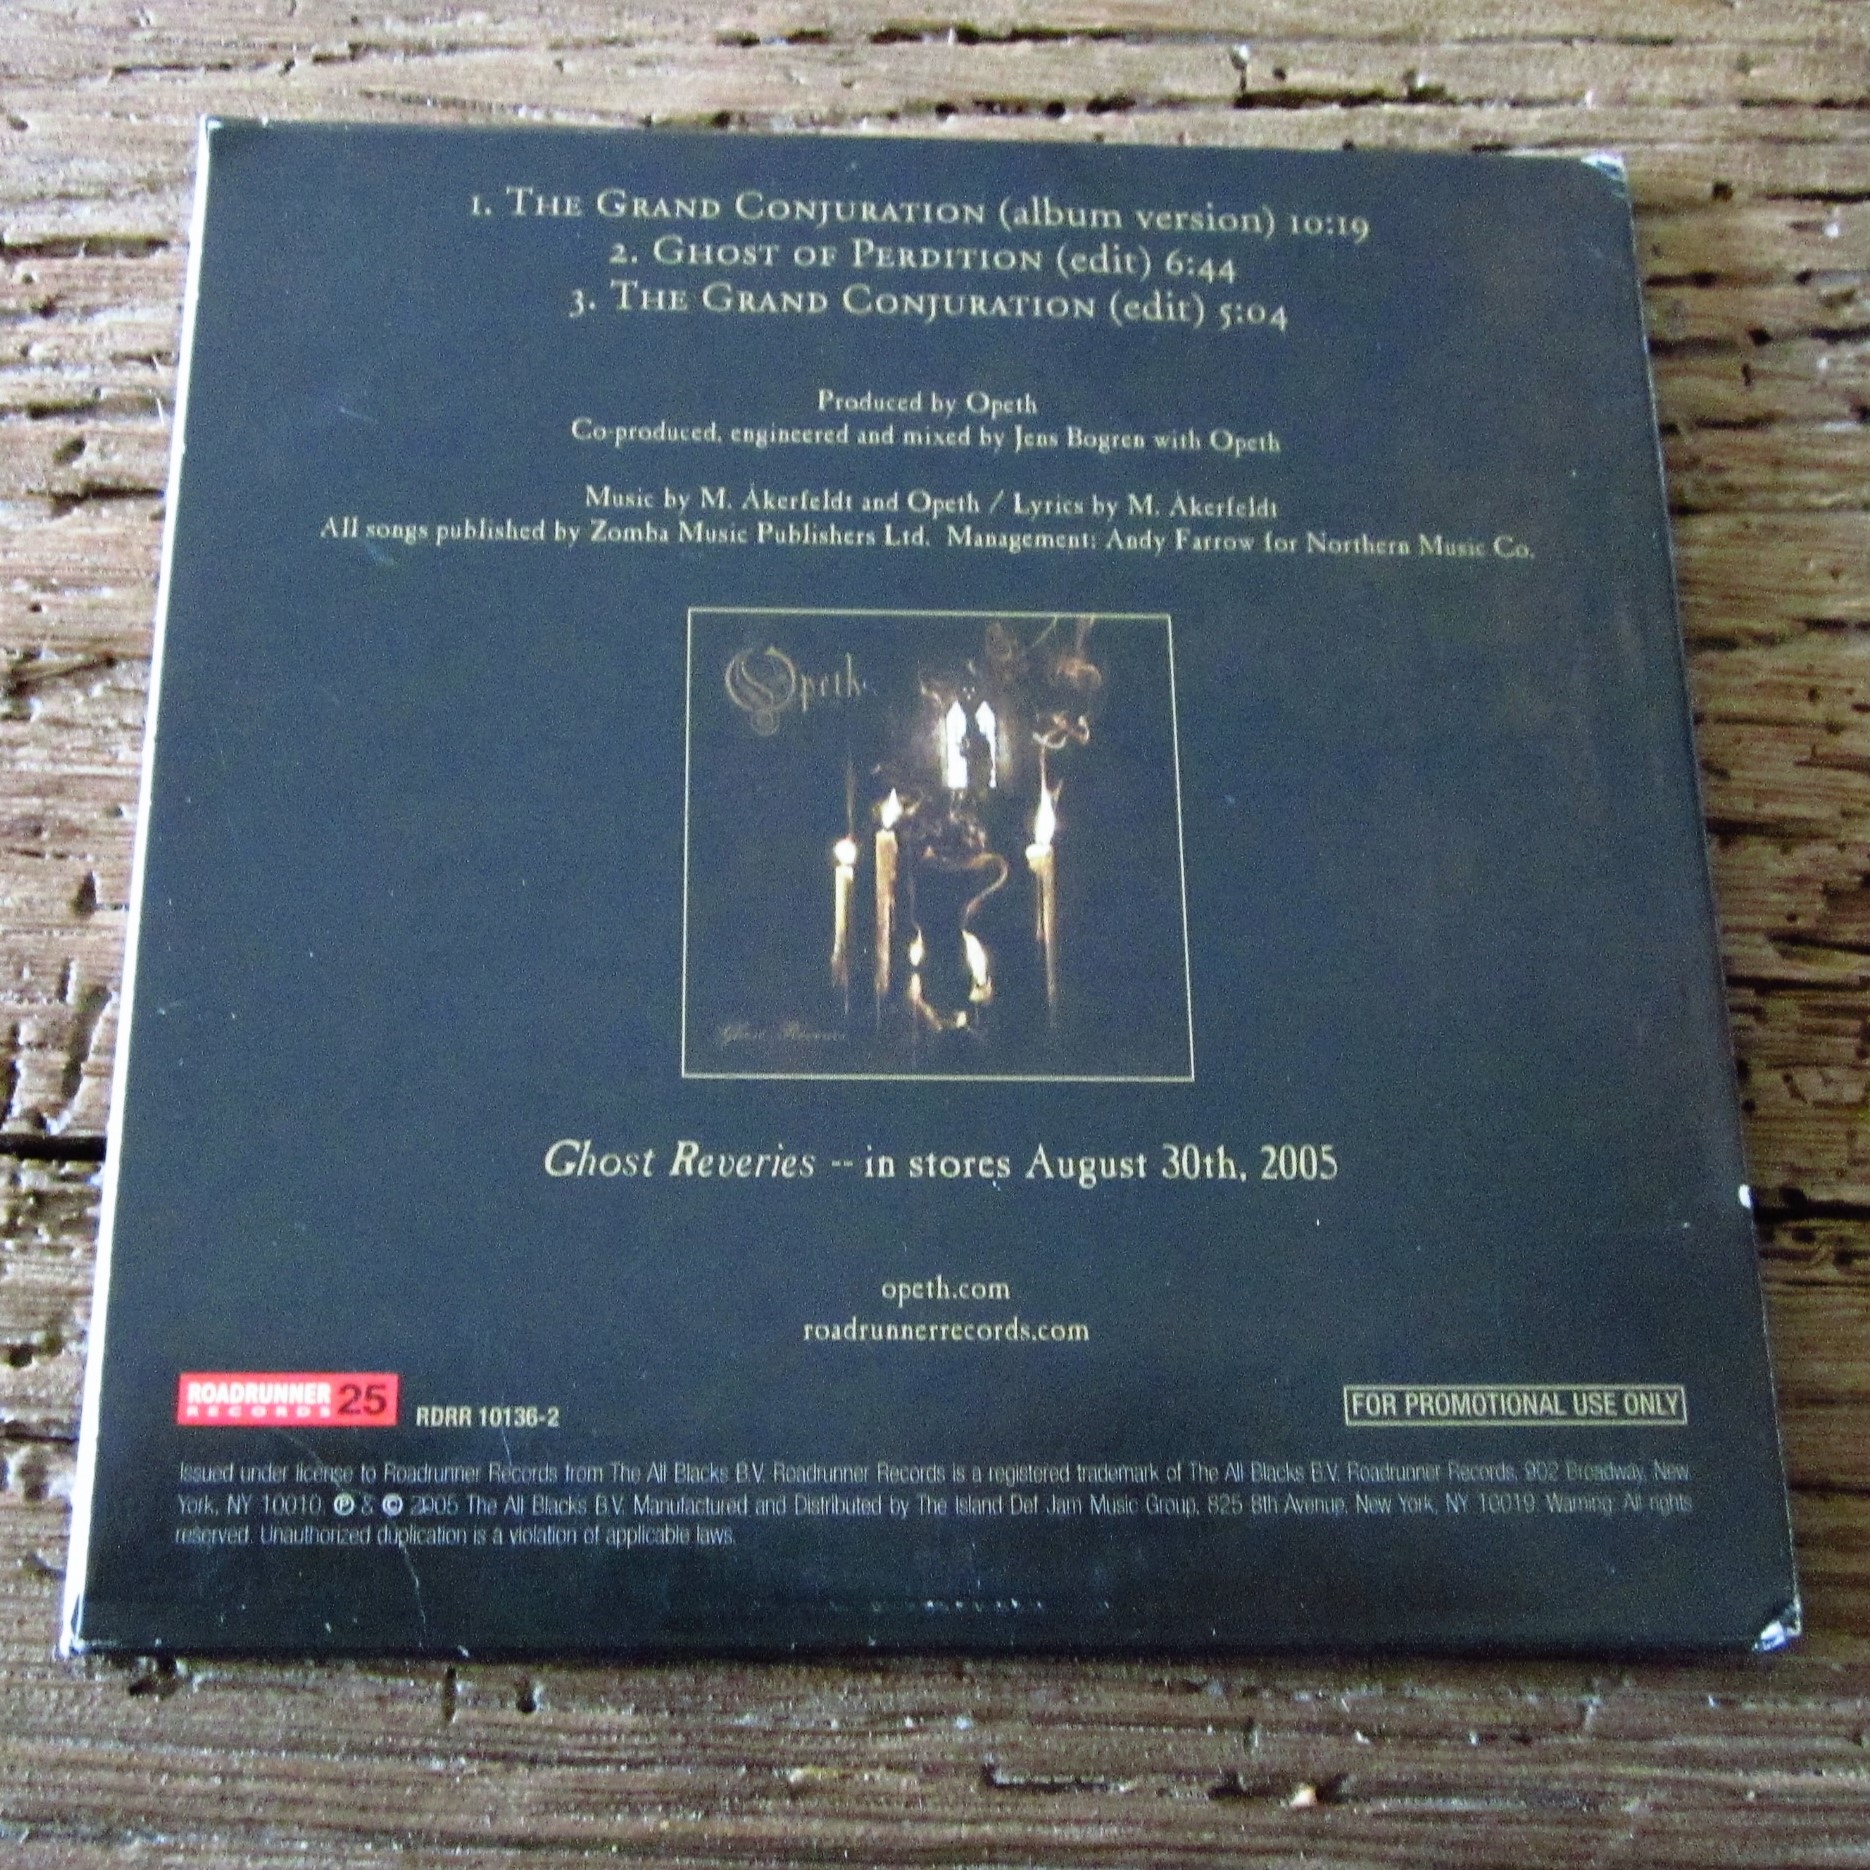 1. The Grand Conjuration (album version) 10:19
2. Ghost of Perdition (edit) 6:44
3. The Grand Conjuration (edit) 5:04
Produced by Opeth
Co-produced, engineered and mixed by Jens Bogren with Opeth
Music by M. Åkerfeldt and Opeth / Lyrics by M. Åkerfeldt
All songs published by Zomba Music Publishers Ltd. Management: Andy Farrow for Northern Music Co.
Opeth
Ghost Reveries
Ghost Reveries -- in stores August 30th, 2005
opeth.com
roadrunnerrecords.com
ROADRUNNER
RECORDS
25
RDRR 10136-2
FOR PROMOTIONAL USE ONLY
Issued under license to Roadrunner Records from The All Blacks B.V. Roadrunner Records is a registered trademark of The All Blacks B.V. Roadrunner Records, 902 Broadway, New
York, NY 10010. ℗ & © 2005 The All Blacks B.V. Manufactured and Distributed by The Island Def Jam Music Group, 825 8th Avenue, New York, NY 10019. Warning: All rights
reserved. Unauthorized duplication is a violation of applicable laws.